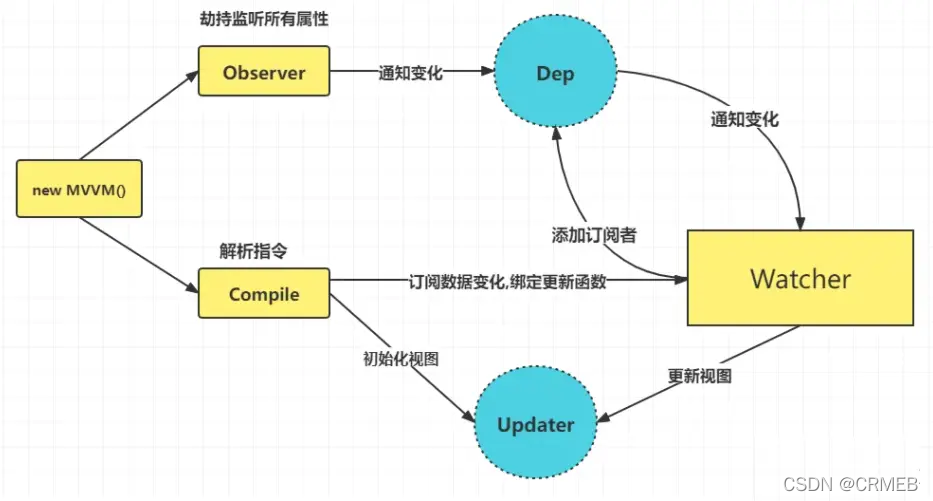 劫持监听所有属性
Observer
通知变化
Dep
通知变化
new MVVM()
添加订阅者
解析指令
Compile
订阅数据变化,绑定更新函数
Watcher
初始化视图
更新视图
Updater
CSDN @CRMEB